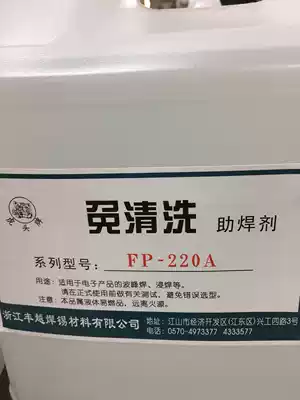 免清洗 助焊剂
系列型号: FP-220A
用途: 适用于电子产品的波峰焊、浸焊等。
请在正式使用前做有关测试，避免错误选型。
注意: 本品属液体易燃品，远离火源。
浙江丰越焊锡材料有限公司
地址: 江山市经济开发区(江东区)兴工四路3号
电话: 0570-4973377 4333577